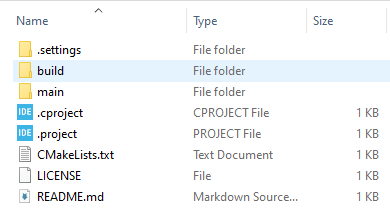 Name Type Size
.settings File folder
build File folder
main File folder
IDE .cproject CPROJECT File 1 KB
IDE .project PROJECT File 1 KB
CMakeLists.txt Text Document 1 KB
LICENSE File 1 KB
README.md Markdown Source... 1 KB